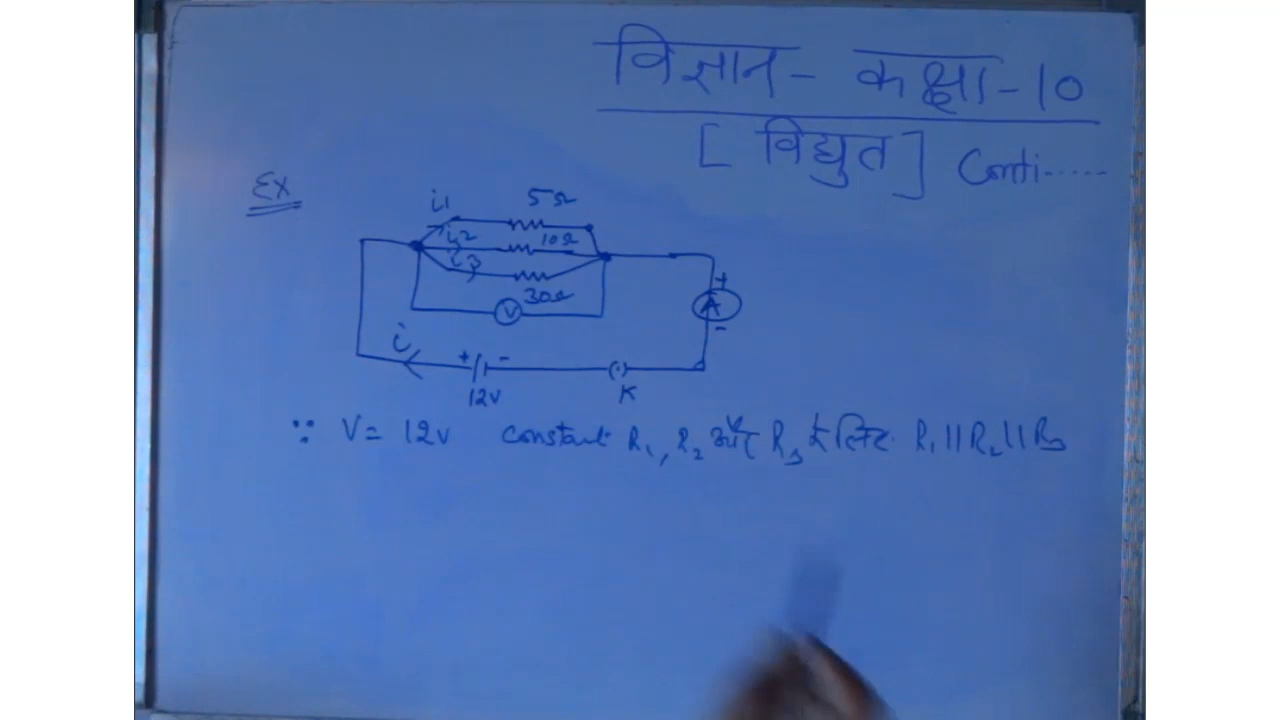 विज्ञान - कक्षा - 10
[ विद्युत ] Conti-.....
Ex
i1 5Ω
i2 10Ω
i3
30Ω
V
+
A
-
i
+ -
12V K
∵ V = 12v constant R₁, R₂ और R₃ के लिए R₁ || R₂ || R₃